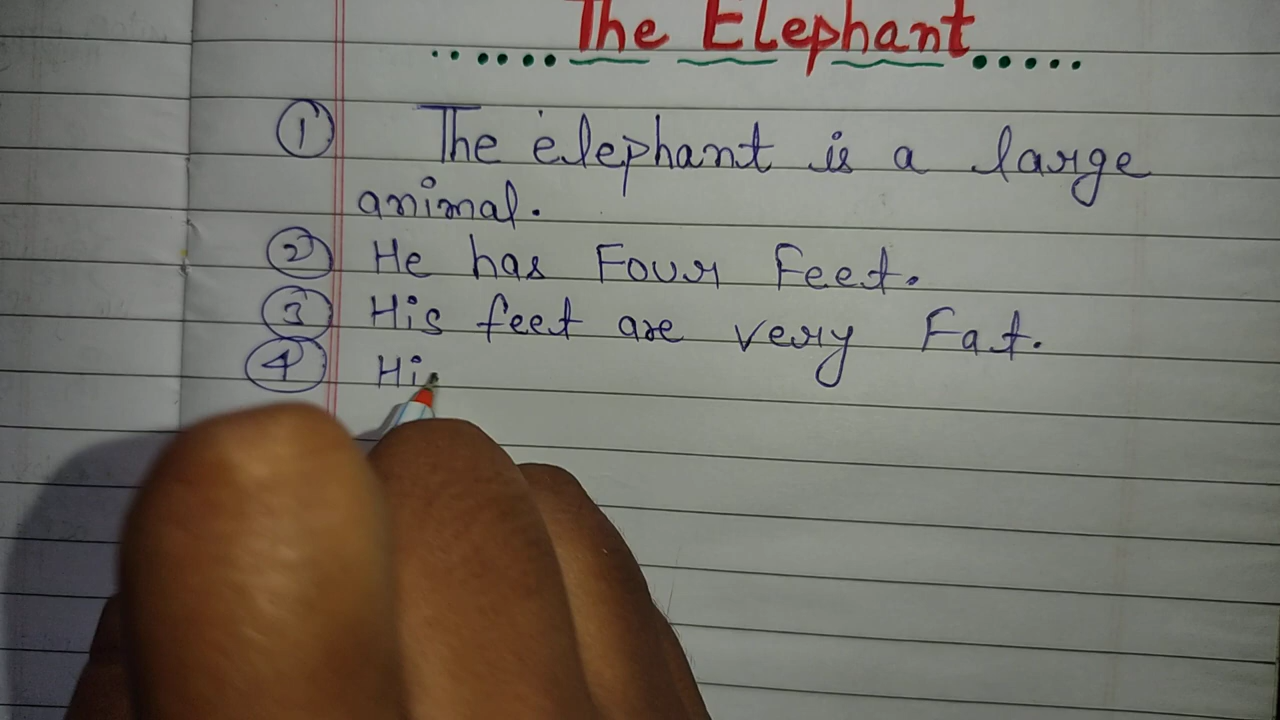 ......The Elephant.....
① The elephant is a large
animal.
② He has Four Feet.
③ His feet are very Fat.
④ Hi